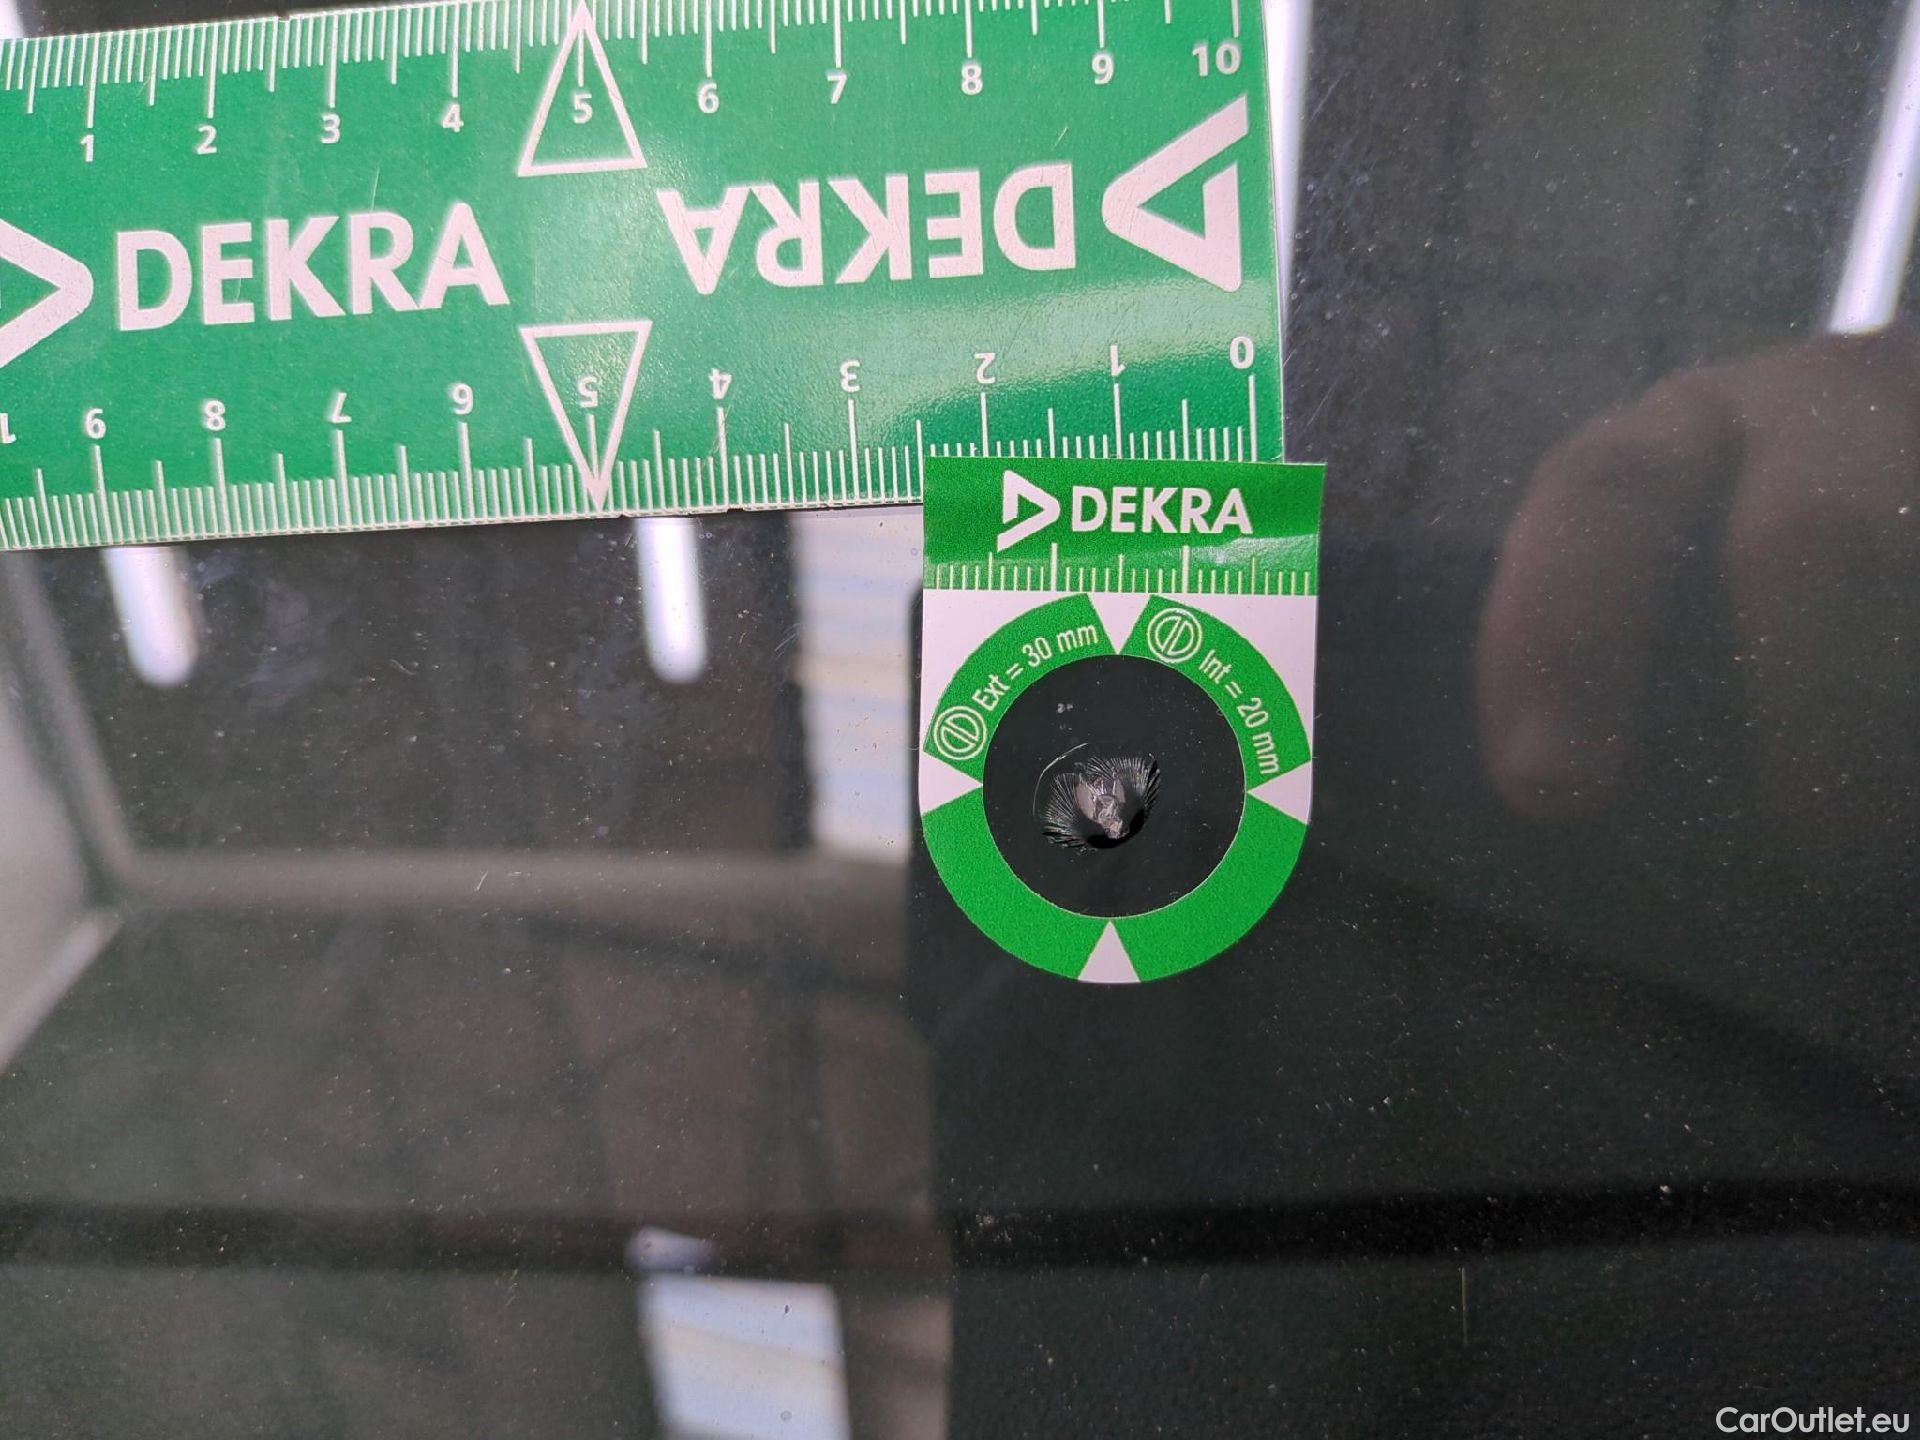 1 2 3 4 5 6 7 8 9 10
DEKRA DEKRA
9 8 7 6 5 4 3 2 1 0
DEKRA
Ext = 30 mm
Int = 20 mm
CarOutlet.eu